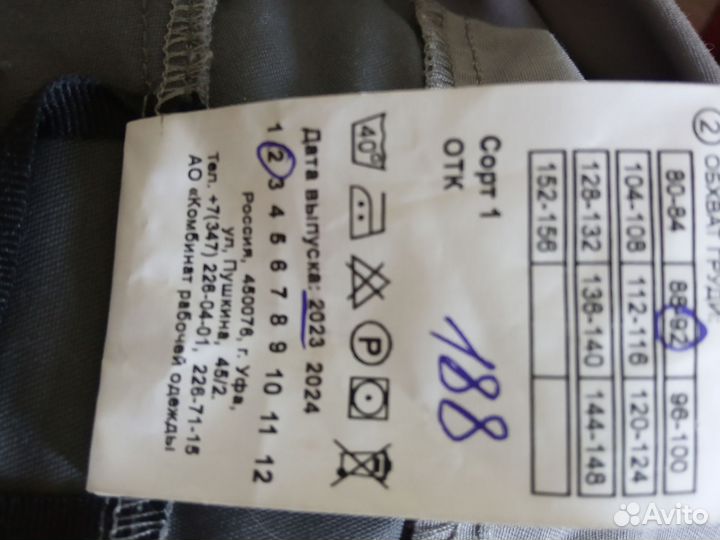 ② ОБХВАТ ГРУДИ
80-84 88-92 96-100
104-108 112-116 120-124
128-132 136-140 144-148
152-156
Сорт 1
ОТК
188
40°
P
Дата выпуска: 2023 2024
1 2 3 4 5 6 7 8 9 10 11 12
Россия, 450076, г. Уфа,
ул, Пушкина, 45/2.
Тел. +7(347) 226-04-01, 226-71-15
АО «Комбинат рабочей одежды
Avito